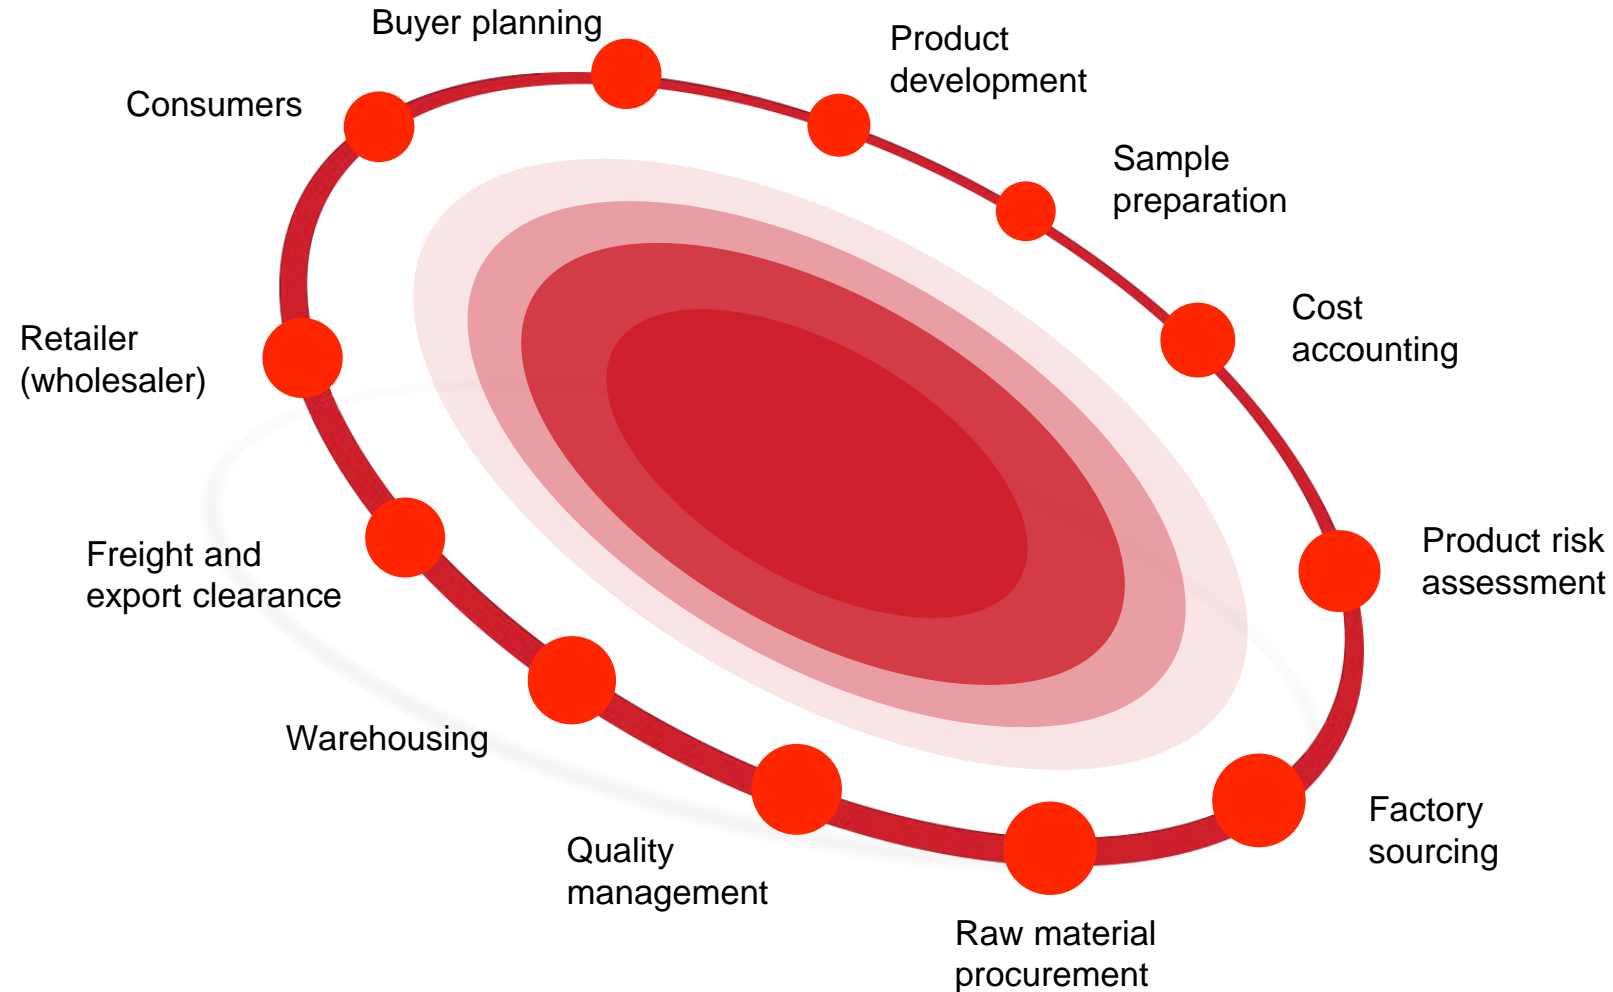 Buyer planning
Product
development
Consumers
Sample
preparation
Cost
accounting
Retailer
(wholesaler)
Product risk
assessment
Freight and
export clearance
Warehousing
Factory
sourcing
Quality
management
Raw material
procurement